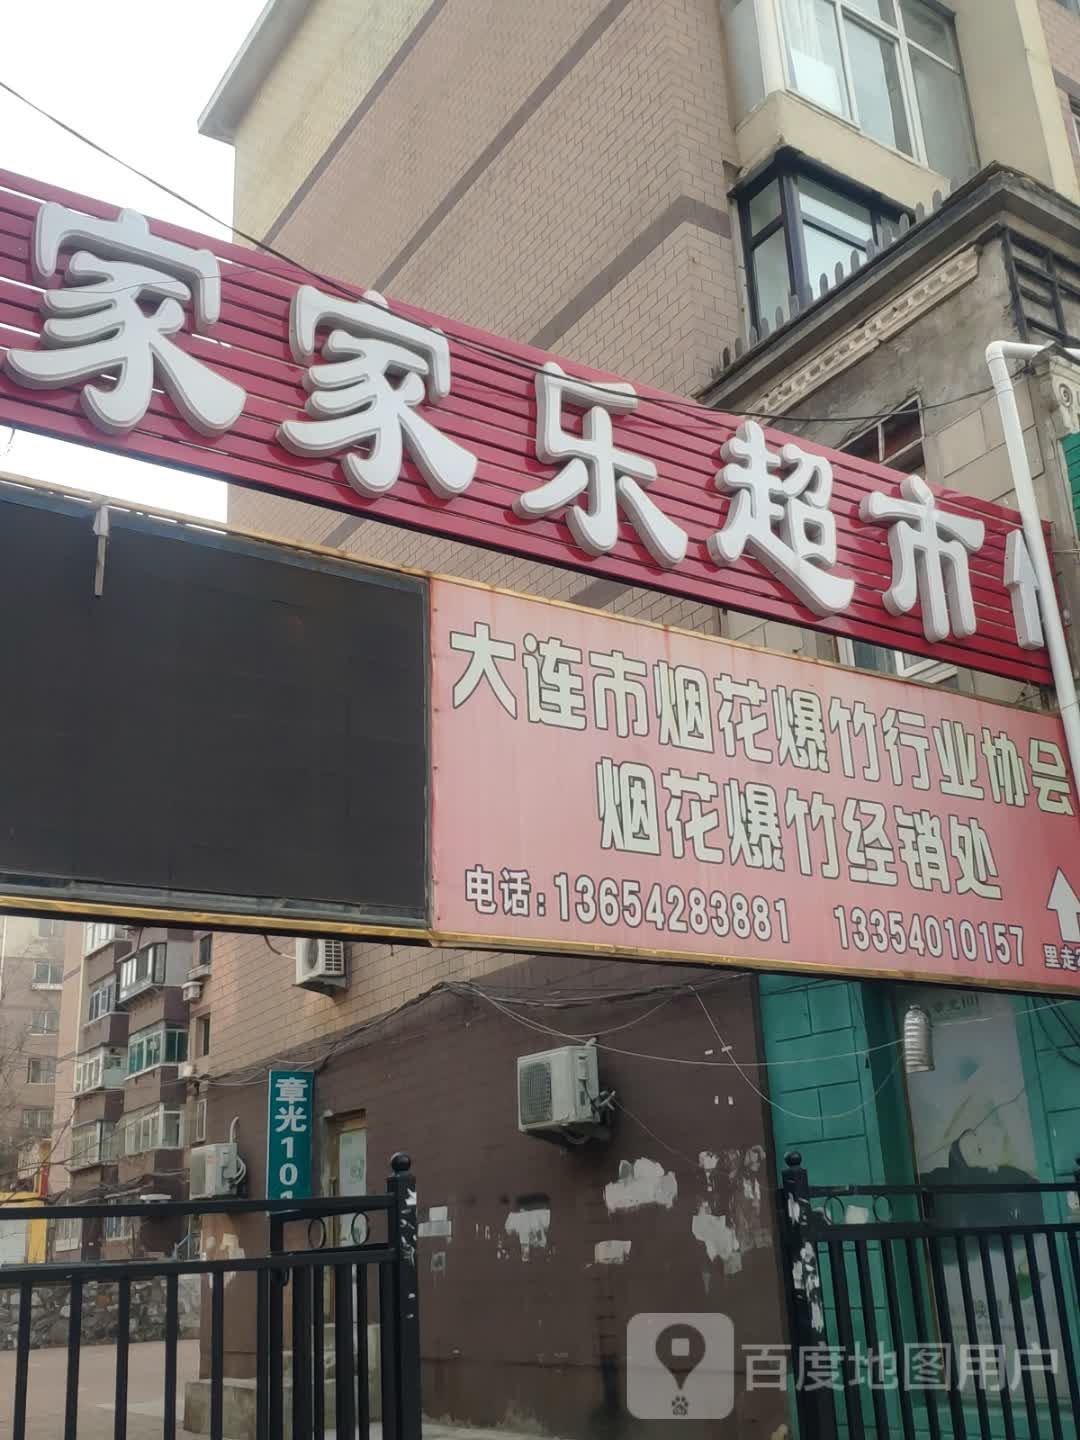 家家乐超市
大连市烟花爆竹行业协会
烟花爆竹经销处
电话:13654283881 13354010157
里走
章光101
百度地图用户